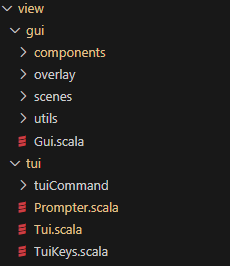 view
gui
components
overlay
scenes
utils
Gui.scala
tui
tuiCommand
Prompter.scala
Tui.scala
TuiKeys.scala